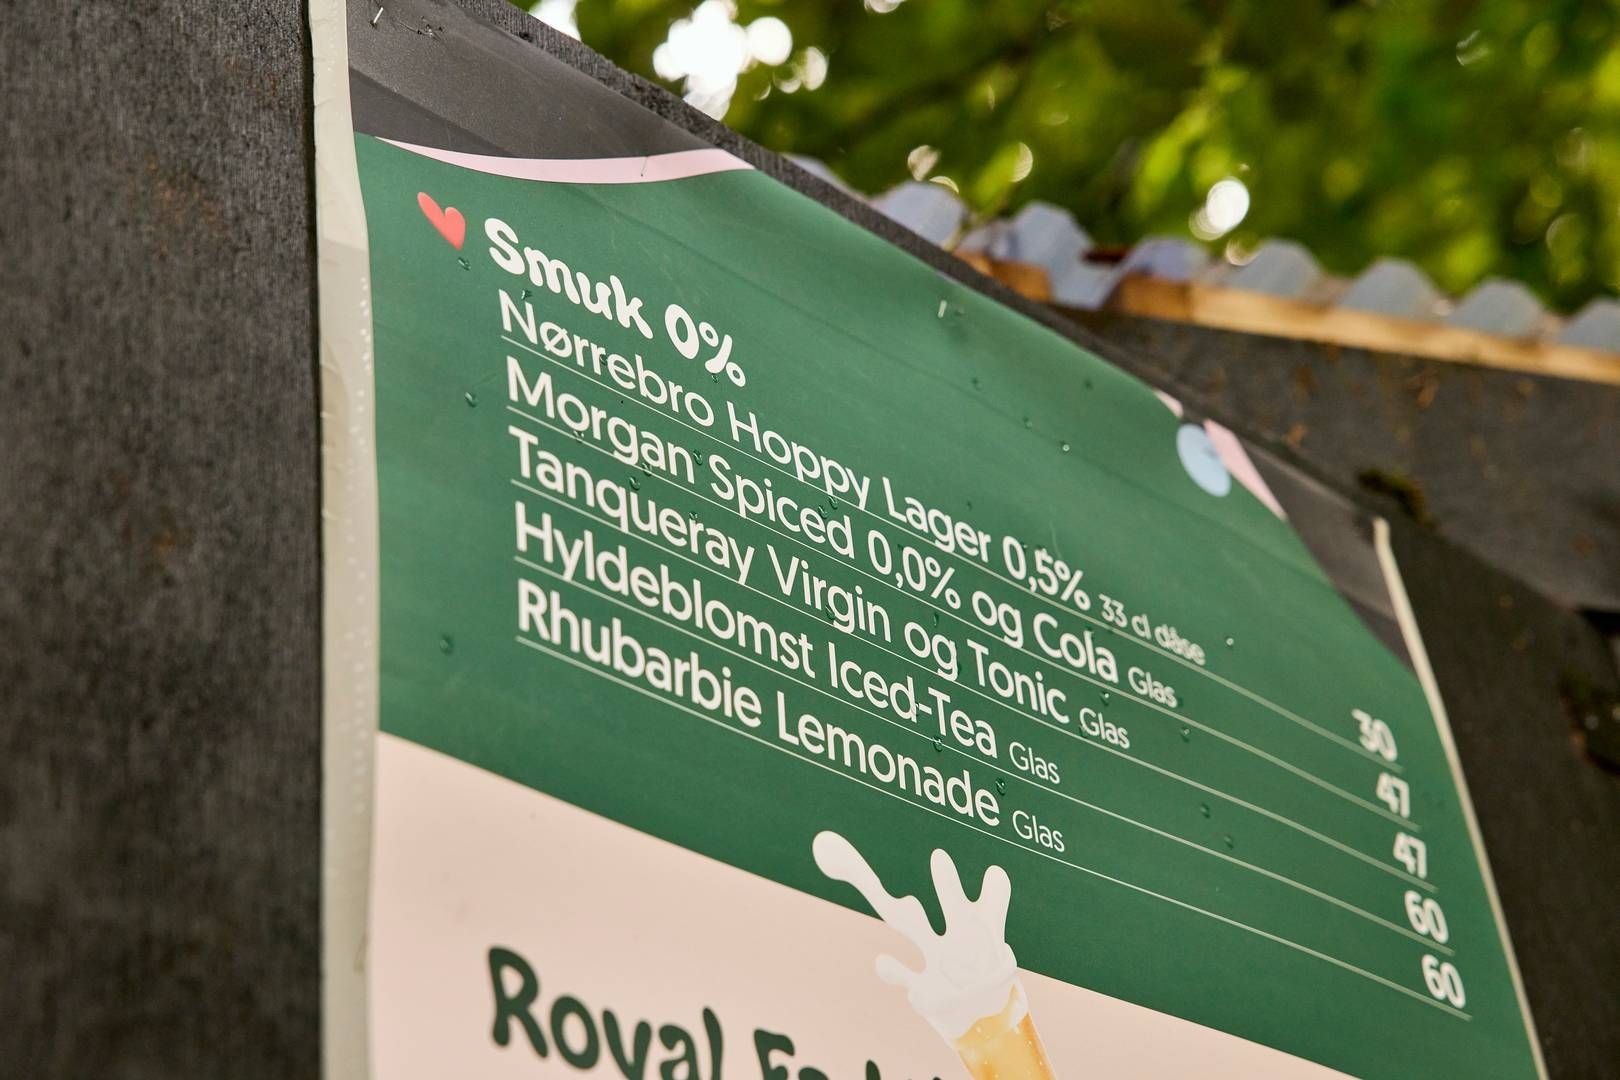 Smuk 0%
Nørrebro Hoppy Lager 0,5% 33 cl dåse 30
Morgan Spiced 0,0% og Cola Glas 47
Tanqueray Virgin og Tonic Glas 47
Hyldeblomst Iced-Tea Glas 60
Rhubarbie Lemonade Glas 60
Royal